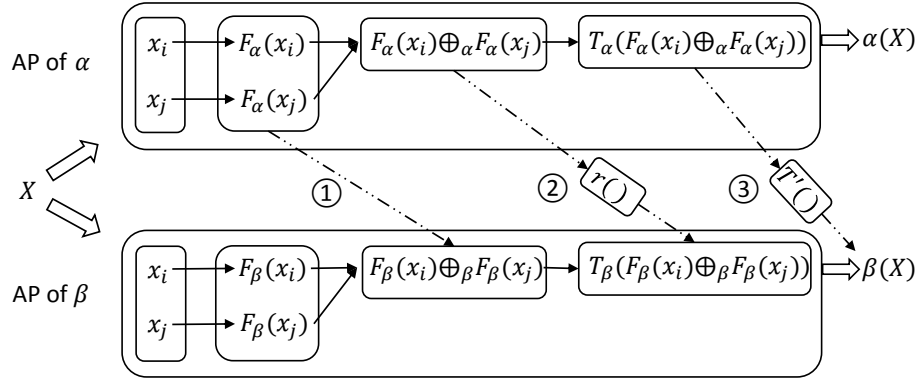 AP of α
x_i F_α(x_i) F_α(x_i)⊕_αF_α(x_j) T_α(F_α(x_i)⊕_αF_α(x_j)) α(X)
x_j F_α(x_j)
X
① ② r() ③ T′()
AP of β
x_i F_β(x_i) F_β(x_i)⊕_βF_β(x_j) T_β(F_β(x_i)⊕_βF_β(x_j)) β(X)
x_j F_β(x_j)